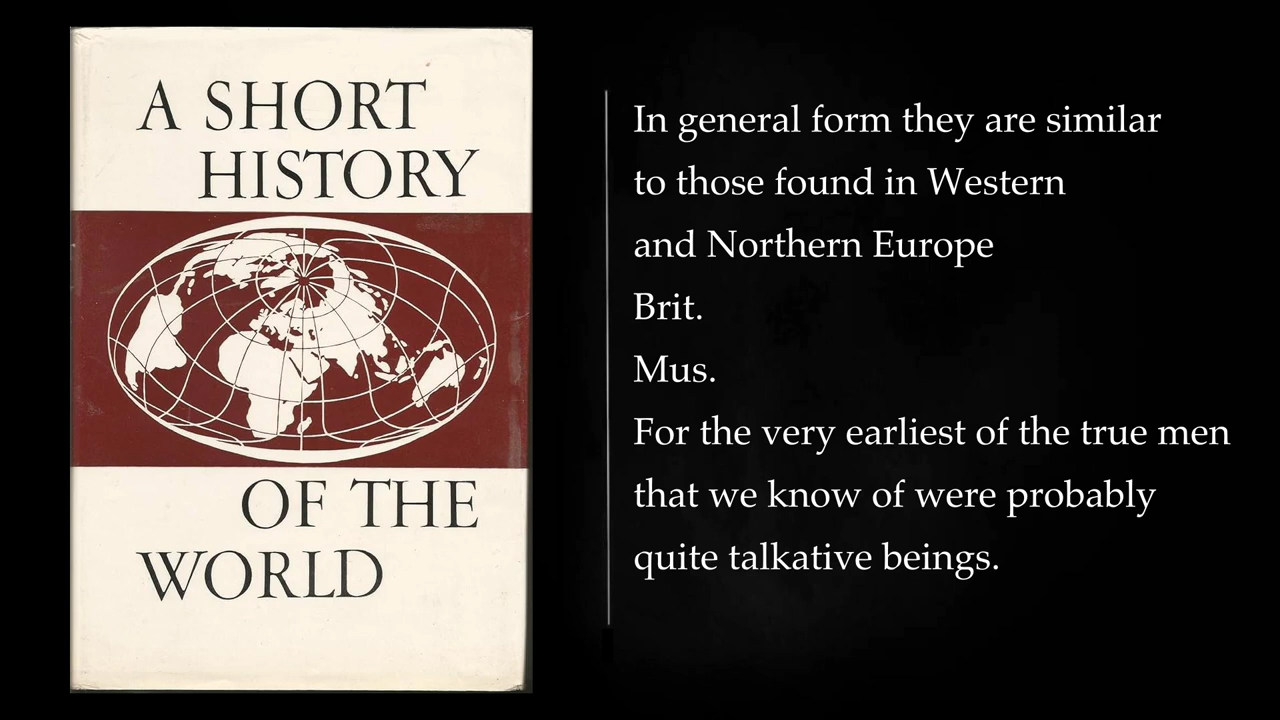 A SHORT
HISTORY
OF THE
WORLD
In general form they are similar
to those found in Western
and Northern Europe
Brit.
Mus.
For the very earliest of the true men
that we know of were probably
quite talkative beings.